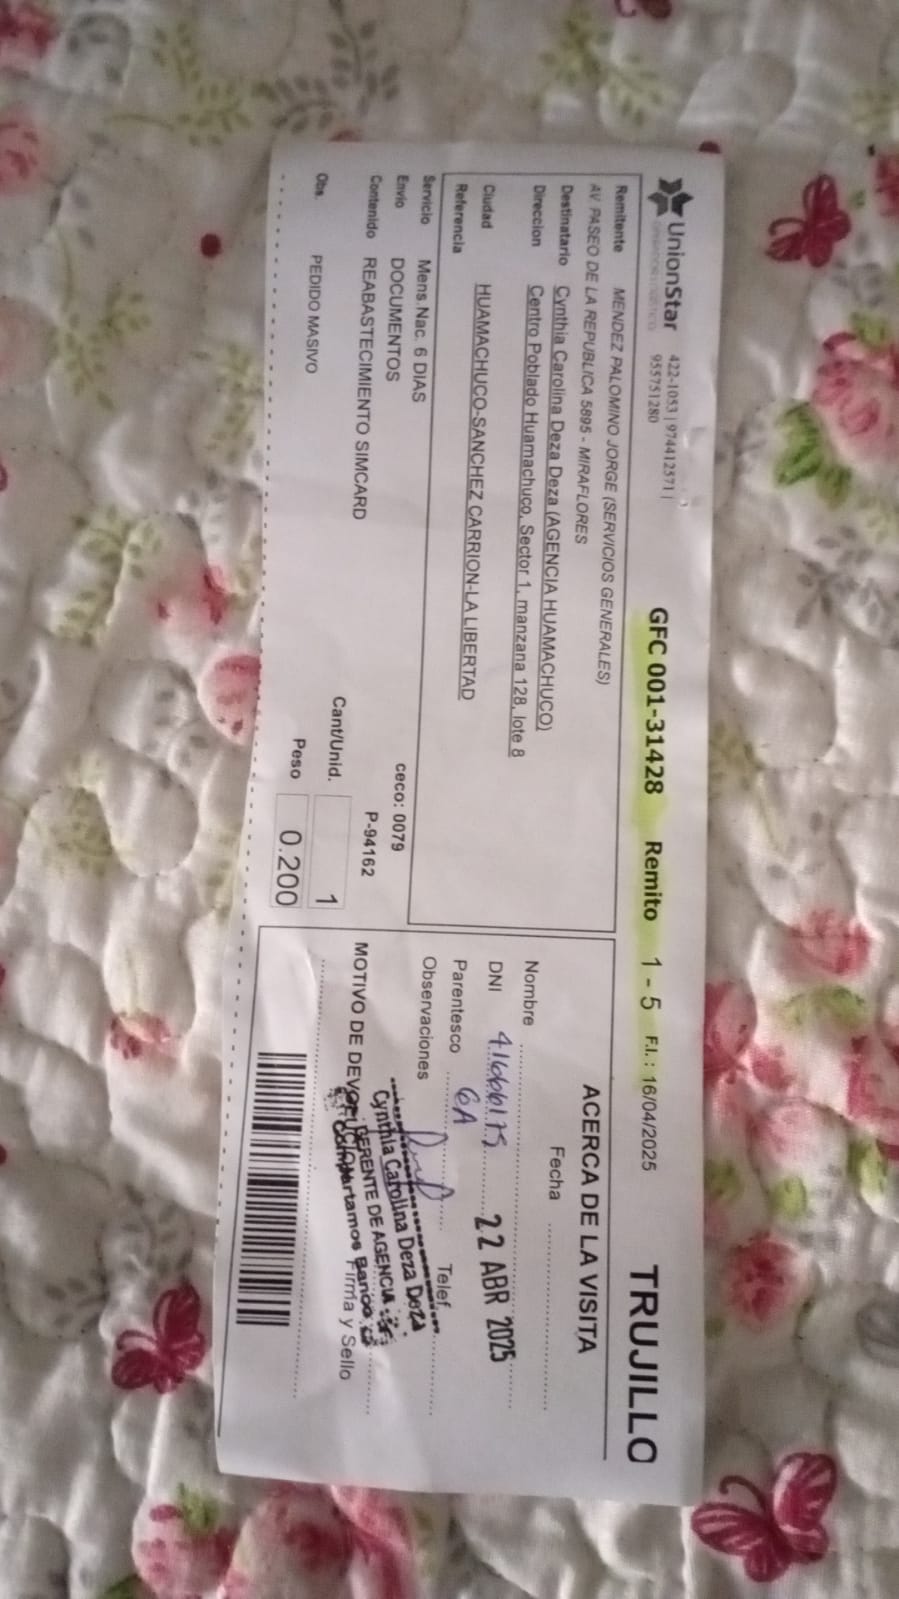 UnionStar 422-1053 | 974412571 | GFC 001-31428 Remito 1 - 5 F.I. : 16/04/2025 TRUJILLO
955751280
Remitente MENDEZ PALOMINO JORGE (SERVICIOS GENERALES)
AV. PASEO DE LA REPUBLICA 5895 - MIRAFLORES
Destinatario Cynthia Carolina Deza Deza (AGENCIA HUAMACHUCO)
Direccion Centro Poblado Huamachuco, Sector 1, manzana 128, lote 8
Ciudad HUAMACHUCO-SANCHEZ CARRION-LA LIBERTAD
Referencia
Servicio Mens.Nac. 6 DIAS
Envio DOCUMENTOS ceco: 0079
Contenido REABASTECIMIENTO SIMCARD P-94162
Cant/Unid. 1
Obs. PEDIDO MASIVO
Peso 0.200
ACERCA DE LA VISITA
Fecha
Nombre
DNI 41666175 22 ABR 2025
Parentesco GA
Observaciones Telef.
Cynthia Carolina Deza Deza
GERENTE DE AGENCIA
Compartamos Banco
MOTIVO DE
Firma y Sello